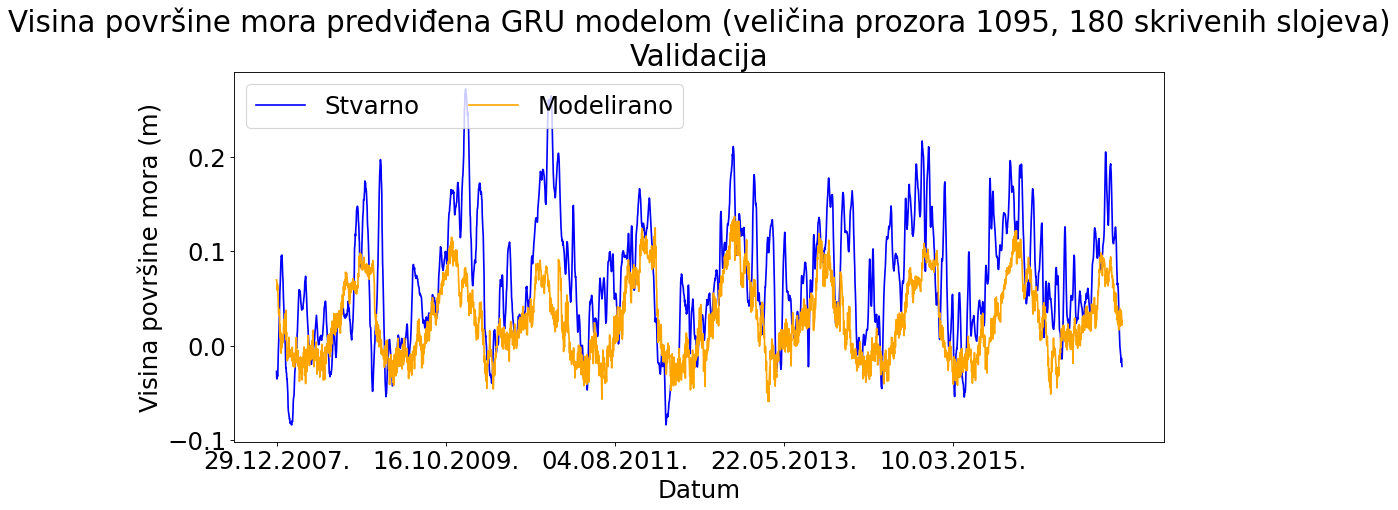 Visina površine mora predviđena GRU modelom (veličina prozora 1095, 180 skrivenih slojeva)
Validacija
Stvarno
Modelirano
Visina površine mora (m)
0.2
0.1
0.0
−0.1
29.12.2007. 16.10.2009. 04.08.2011. 22.05.2013. 10.03.2015.
Datum